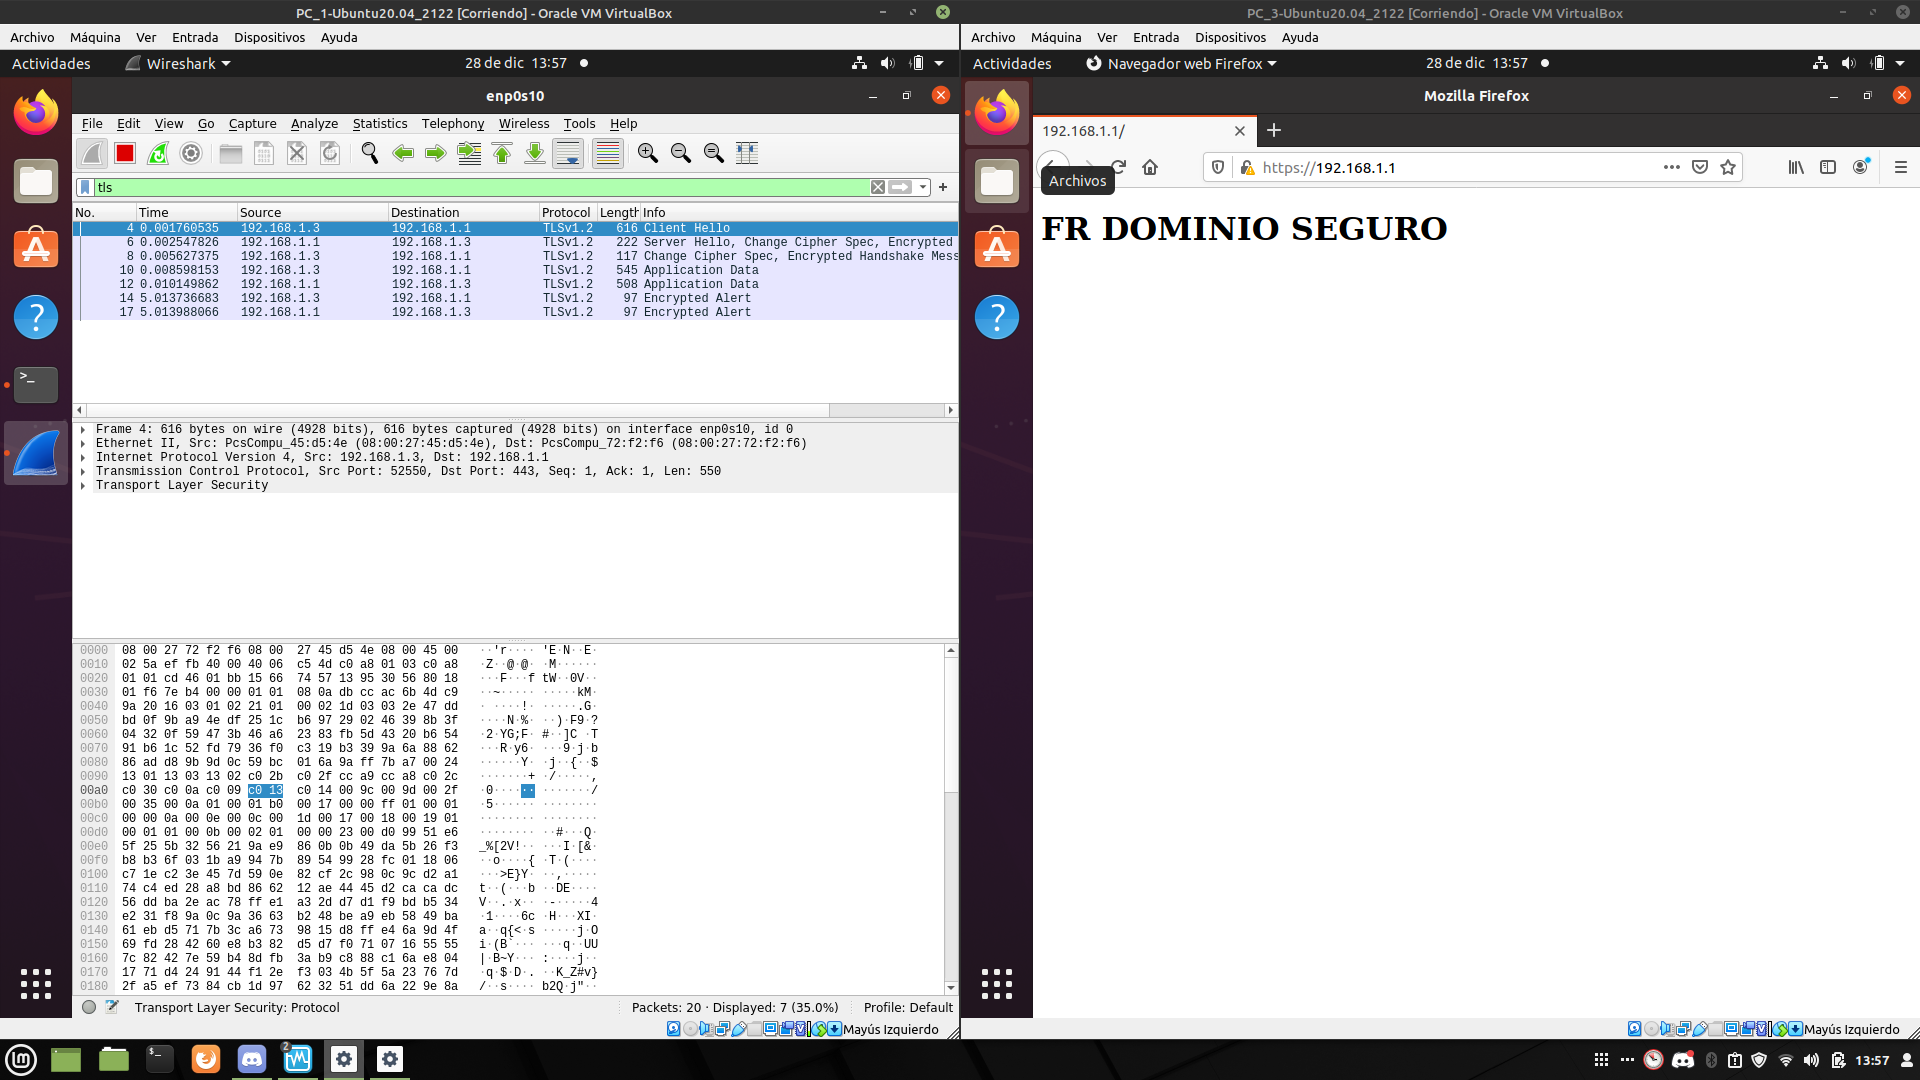 PC_1-Ubuntu20.04_2122 [Corriendo] - Oracle VM VirtualBox
Archivo Máquina Ver Entrada Dispositivos Ayuda
Actividades Wireshark 28 de dic 13:57
enp0s10
File Edit View Go Capture Analyze Statistics Telephony Wireless Tools Help
tls
No. Time Source Destination Protocol Length Info
4 0.001760535 192.168.1.3 192.168.1.1 TLSv1.2 616 Client Hello
6 0.002547826 192.168.1.1 192.168.1.3 TLSv1.2 222 Server Hello, Change Cipher Spec, Encrypted
8 0.005627375 192.168.1.3 192.168.1.1 TLSv1.2 117 Change Cipher Spec, Encrypted Handshake Mess
10 0.008598153 192.168.1.3 192.168.1.1 TLSv1.2 545 Application Data
12 0.010149862 192.168.1.1 192.168.1.3 TLSv1.2 508 Application Data
14 5.013736683 192.168.1.3 192.168.1.1 TLSv1.2 97 Encrypted Alert
17 5.013988066 192.168.1.1 192.168.1.3 TLSv1.2 97 Encrypted Alert
Frame 4: 616 bytes on wire (4928 bits), 616 bytes captured (4928 bits) on interface enp0s10, id 0
Ethernet II, Src: PcsCompu_45:d5:4e (08:00:27:45:d5:4e), Dst: PcsCompu_72:f2:f6 (08:00:27:72:f2:f6)
Internet Protocol Version 4, Src: 192.168.1.3, Dst: 192.168.1.1
Transmission Control Protocol, Src Port: 52550, Dst Port: 443, Seq: 1, Ack: 1, Len: 550
Transport Layer Security
0000 08 00 27 72 f2 f6 08 00 27 45 d5 4e 08 00 45 00
0010 02 5a ef fb 40 00 40 06 c5 4d c0 a8 01 03 c0 a8
0020 01 01 cd 46 01 bb 15 66 74 57 13 95 30 56 80 18
0030 01 f6 7e b4 00 00 01 01 08 0a db cc ac 6b 4d c9
0040 9a 20 16 03 01 02 21 01 00 02 1d 03 03 2e 47 dd
0050 bd 0f 9b a9 4e df 25 1c b6 97 29 02 46 39 8b 3f
0060 04 32 0f 59 47 3b 46 a6 23 83 fb 5d 43 20 b6 54
0070 91 b6 1c 52 fd 79 36 f0 c3 19 b3 39 9a 6a 88 62
0080 86 ad d8 9b 9d 0c 59 bc 01 6a 9a ff 7b a7 00 24
0090 13 01 13 03 13 02 c0 2b c0 2f cc a9 cc a8 c0 2c
00a0 c0 30 c0 0a c0 09 c0 13 c0 14 00 9c 00 9d 00 2f
00b0 00 35 00 0a 01 00 01 b0 00 17 00 00 ff 01 00 01
00c0 00 00 0a 00 0e 00 0c 00 1d 00 17 00 18 00 19 01
00d0 00 01 01 00 0b 00 02 01 00 00 23 00 d0 99 51 e6
00e0 5f 25 5b 32 56 21 9a e9 86 0b 0b 49 da 5b 26 f3
00f0 b8 b3 6f 03 1b a9 94 7b 89 54 99 28 fc 01 18 06
0100 c7 1e c2 3e 45 7d 59 0e 82 cf 2c 98 0c 9c d2 a1
0110 74 c4 ed 28 a8 bd 86 62 12 ae 44 45 d2 ca ca dc
0120 56 dd ba 2e ac 78 ff e1 a3 2d d7 d1 f9 bd b5 34
0130 e2 31 f8 9a 0c 9a 36 63 b2 48 be a9 eb 58 49 ba
0140 61 eb d5 71 7b 3c a6 73 98 15 d8 ff e4 6a 9d 4f
0150 69 fd 28 42 60 e8 b3 82 d5 d7 f0 71 07 16 55 55
0160 7c 82 42 7e 59 b4 8d fb 3a b9 c8 88 c1 6a e8 04
0170 17 71 d4 24 91 44 f1 2e f3 03 4b 5f 5a 23 76 7d
0180 2f a5 ef 73 84 cb 1d 97 62 32 51 dd 6a 22 9e 8a
Transport Layer Security: Protocol Packets: 20 · Displayed: 7 (35.0%) Profile: Default
Mayús Izquierdo
PC_3-Ubuntu20.04_2122 [Corriendo] - Oracle VM VirtualBox
Archivo Máquina Ver Entrada Dispositivos Ayuda
Actividades Navegador web Firefox 28 de dic 13:57
Mozilla Firefox
192.168.1.1/
https://192.168.1.1
Archivos
FR DOMINIO SEGURO
Mayús Izquierdo
2
13:57